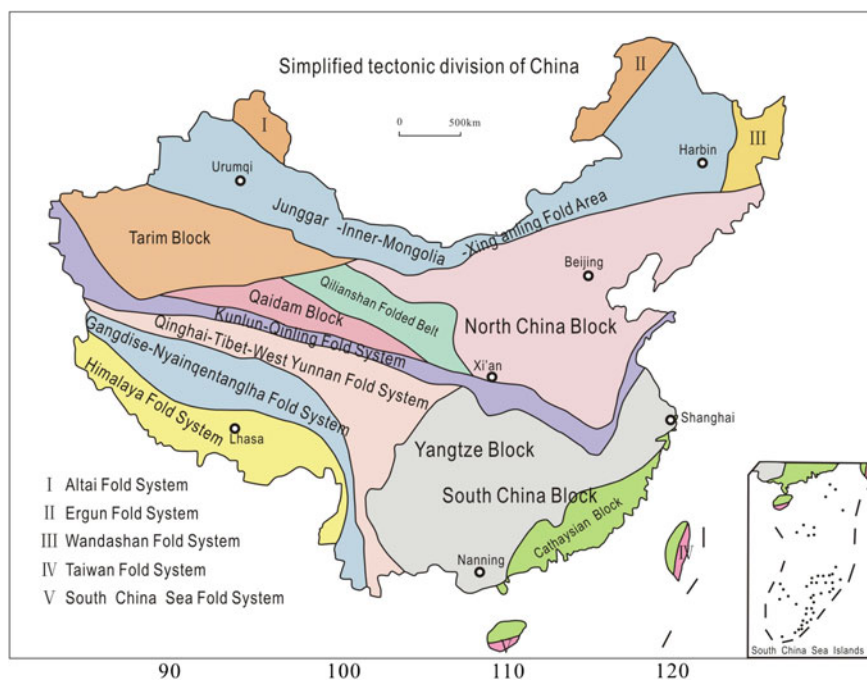 Simplified tectonic division of China
0 500km
I
II
III
Urumqi
Harbin
Junggar -Inner-Mongolia -Xing'anling Fold Area
Tarim Block
Beijing
Qilianshan Folded Belt
Qaidam Block
North China Block
Kunlun-Qinling Fold System
Qinghai-Tibet-West Yunnan Fold System
Xi'an
Gangdise-Nyainqentanglha Fold System
Himalaya Fold System
Lhasa
Shanghai
Yangtze Block
South China Block
Cathaysian Block
Nanning
IV
I Altai Fold System
II Ergun Fold System
III Wandashan Fold System
IV Taiwan Fold System
V South China Sea Fold System
South China Sea Islands
90 100 110 120